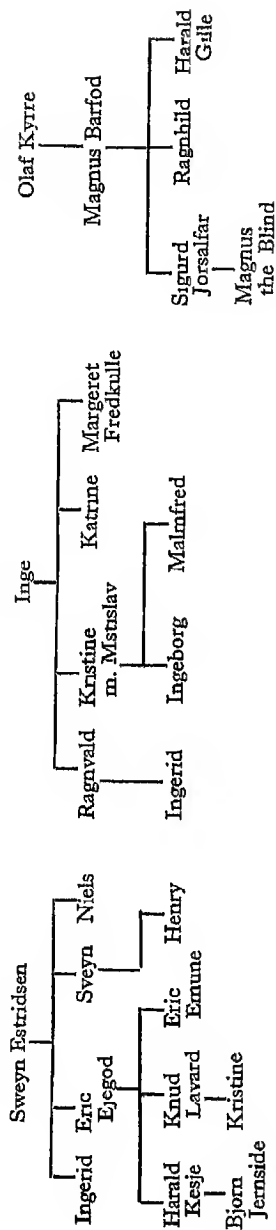 Sweyn Estridsen
Ingerid
Eric
Ejegod
Sveyn
Niels
Harald
Kesje
Knud
Lavard
Eric
Emune
Henry
Bjorn
Jernside
Kristine
Inge
Ragnvald
Kristine
m. Mstislav
Katrine
Margeret
Fredkulle
Ingerid
Ingeborg
Malmfred
Olaf Kyrre
Magnus Barfod
Sigurd
Jorsalfar
Ragnhild
Harald
Gille
Magnus
the Blind